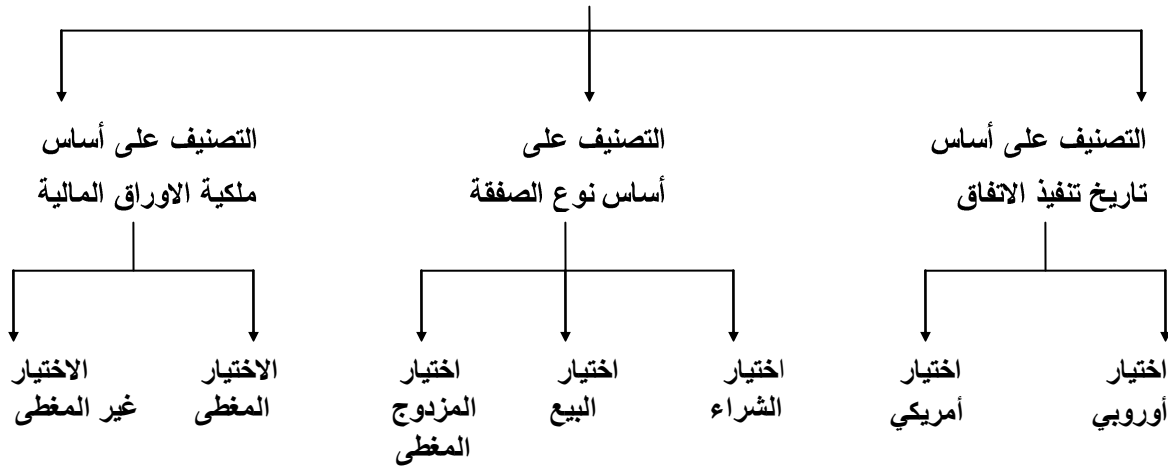 التصنيف على أساس
تاريخ تنفيذ الاتفاق
التصنيف على
أساس نوع الصفقة
التصنيف على أساس
ملكية الاوراق المالية
اختيار
أوروبي
اختيار
أمريكي
اختيار
الشراء
اختيار
البيع
اختيار
المزدوج
المغطى
الاختيار
المغطى
الاختيار
غير المغطى